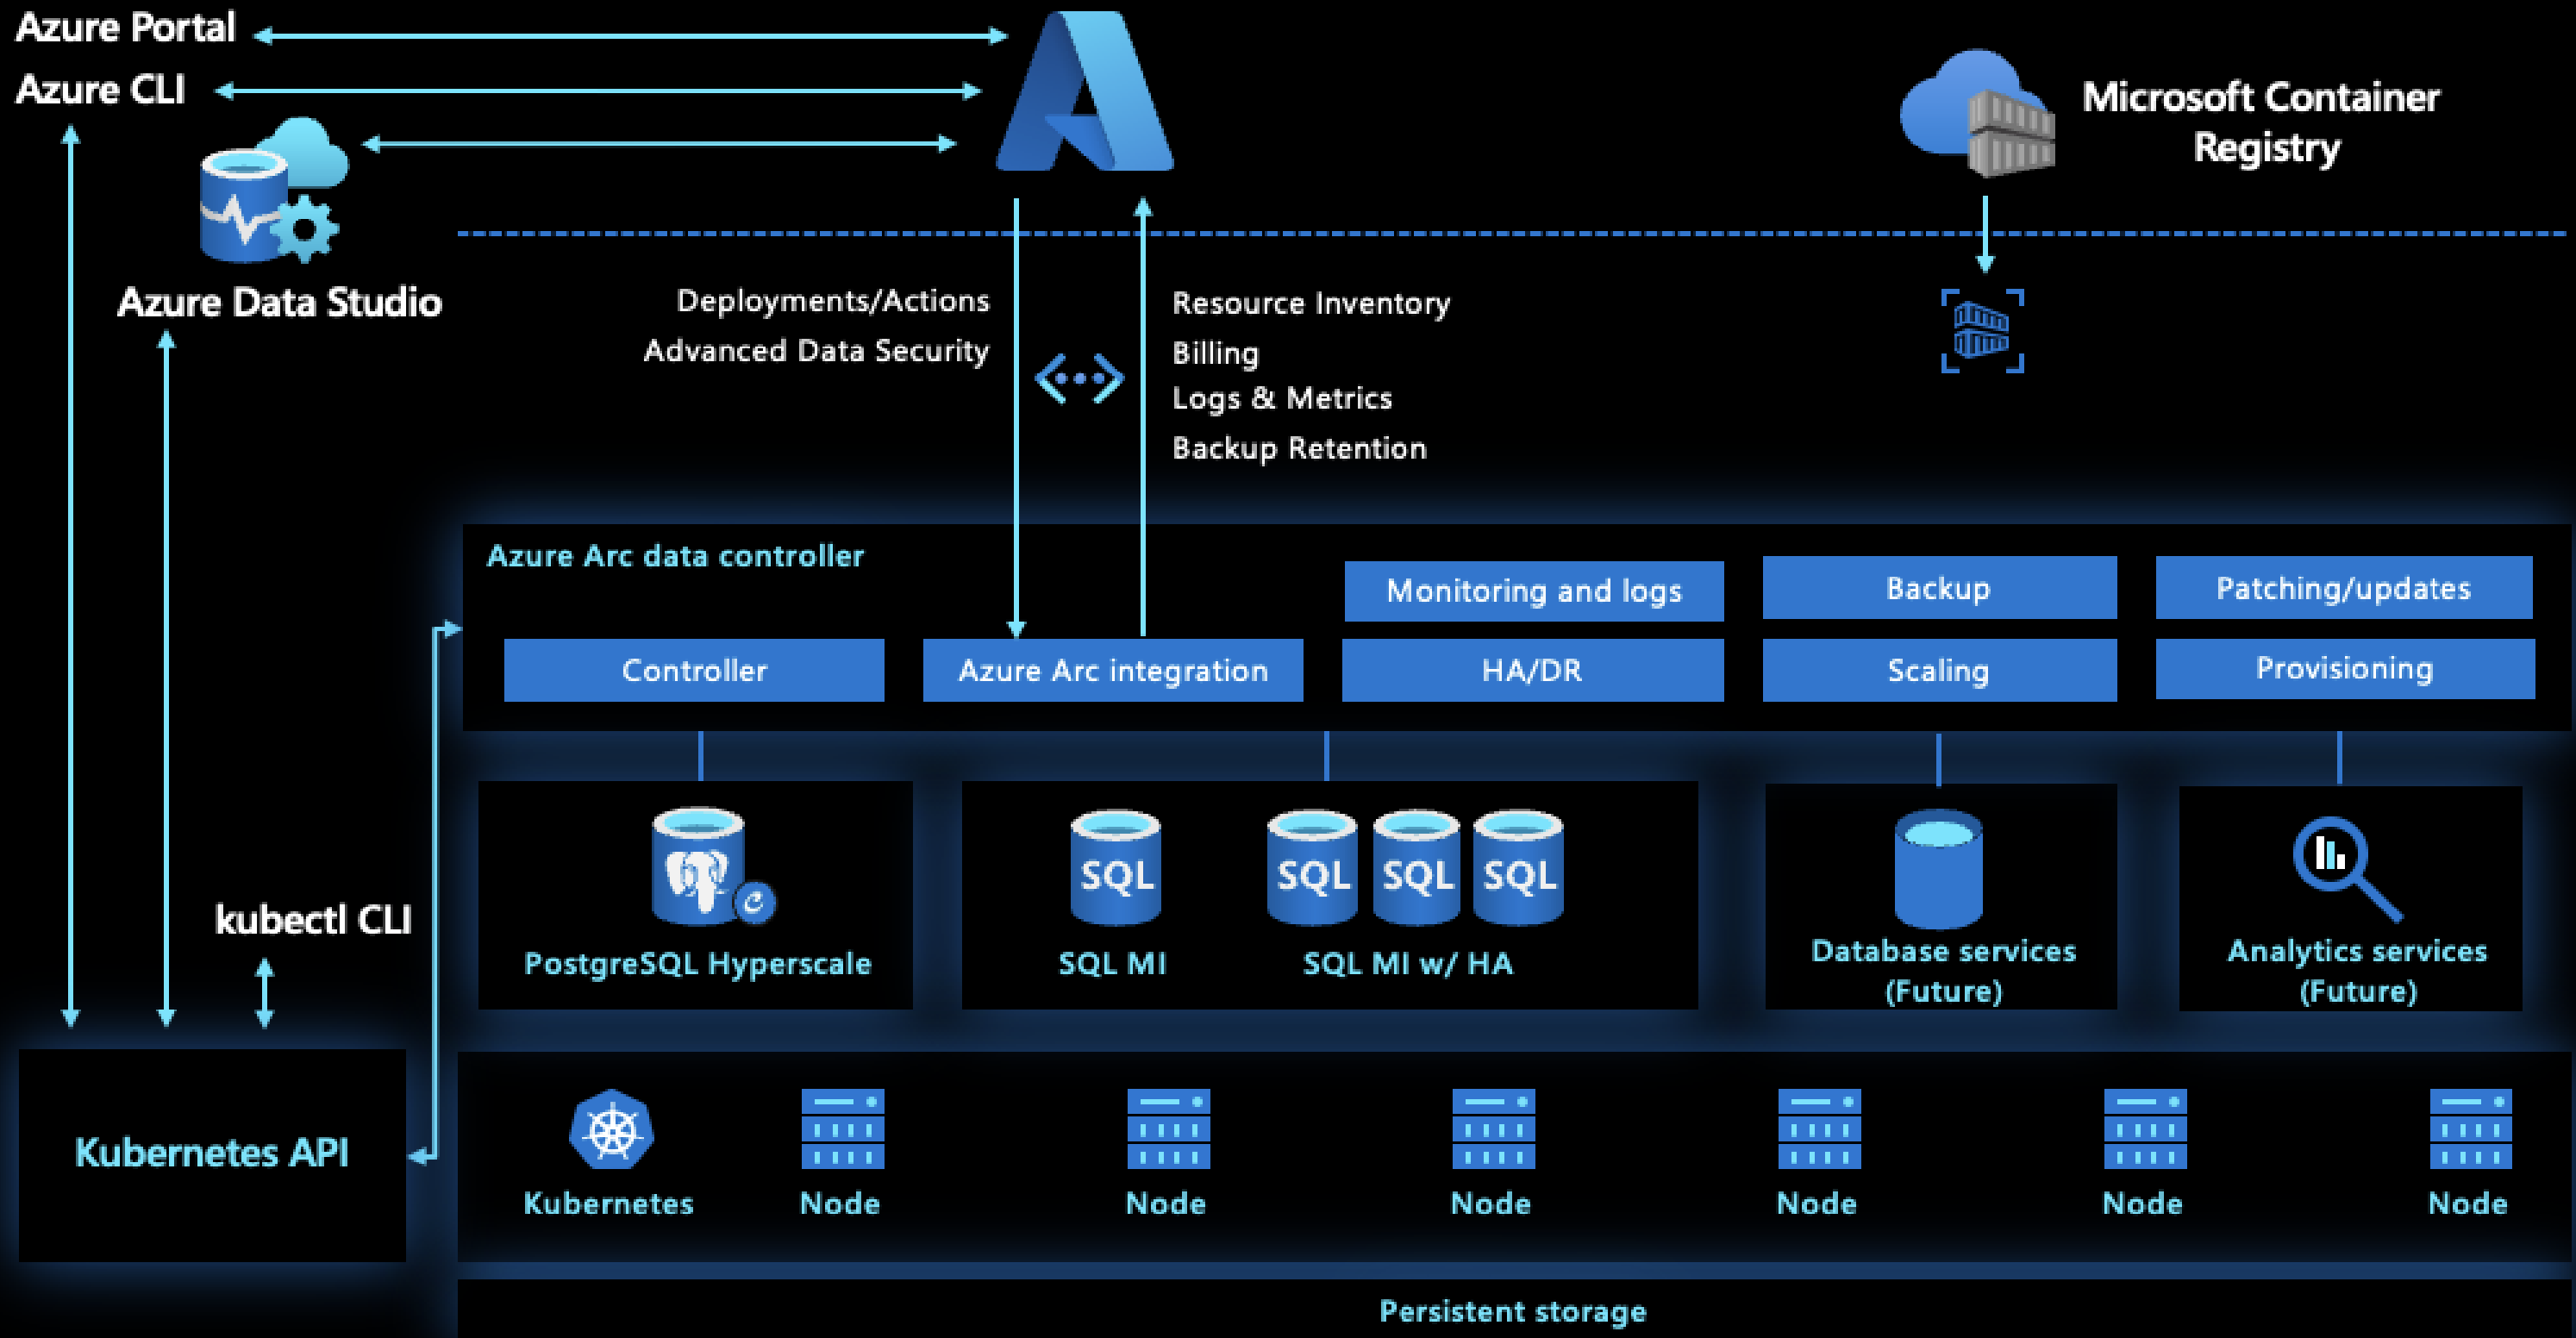 Azure Portal
Azure CLI
Azure Data Studio
Microsoft Container
Registry
Deployments/Actions
Advanced Data Security
Resource Inventory
Billing
Logs & Metrics
Backup Retention
Azure Arc data controller
Monitoring and logs
Backup
Patching/updates
Controller
Azure Arc integration
HA/DR
Scaling
Provisioning
SQL
SQL
SQL
SQL
PostgreSQL Hyperscale
SQL MI
SQL MI w/ HA
Database services
(Future)
Analytics services
(Future)
kubectl CLI
Kubernetes API
Kubernetes
Node
Node
Node
Node
Node
Node
Persistent storage